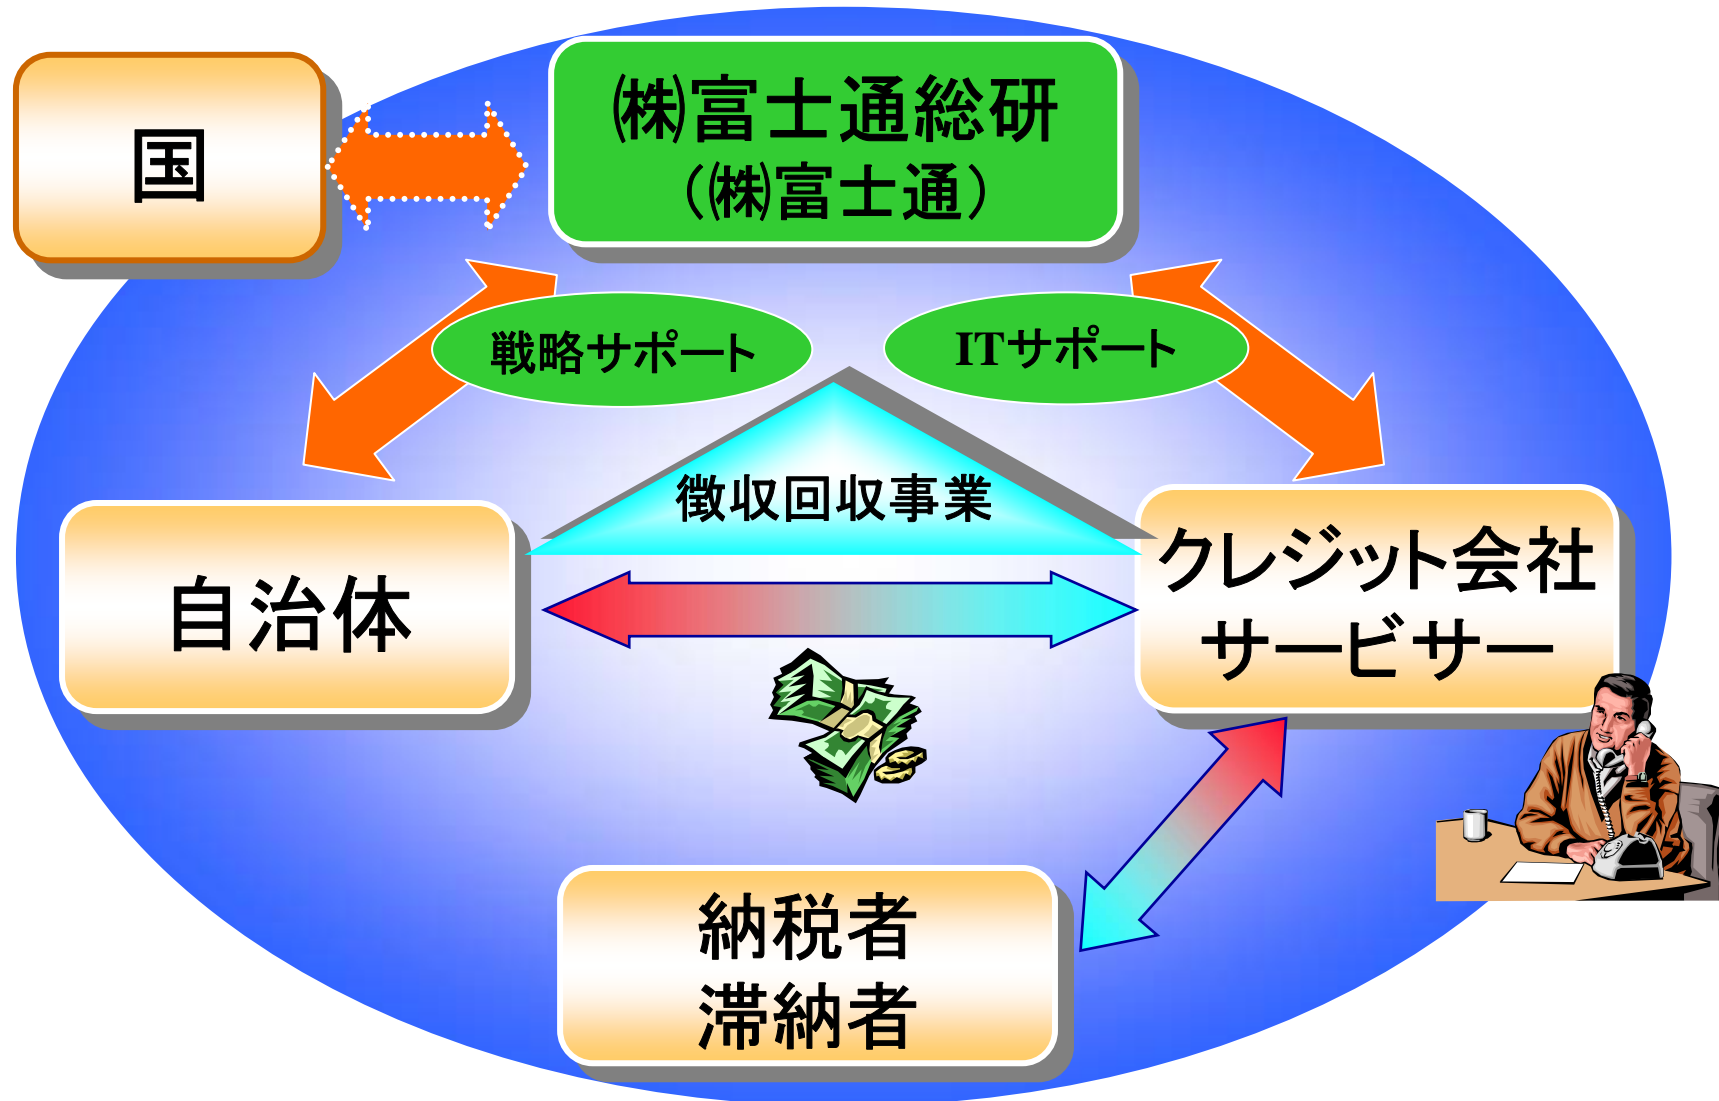 国
㈱富士通総研
（㈱富士通）
戦略サポート
ITサポート
徴収回収事業
自治体
クレジット会社
サービサー
納税者
滞納者